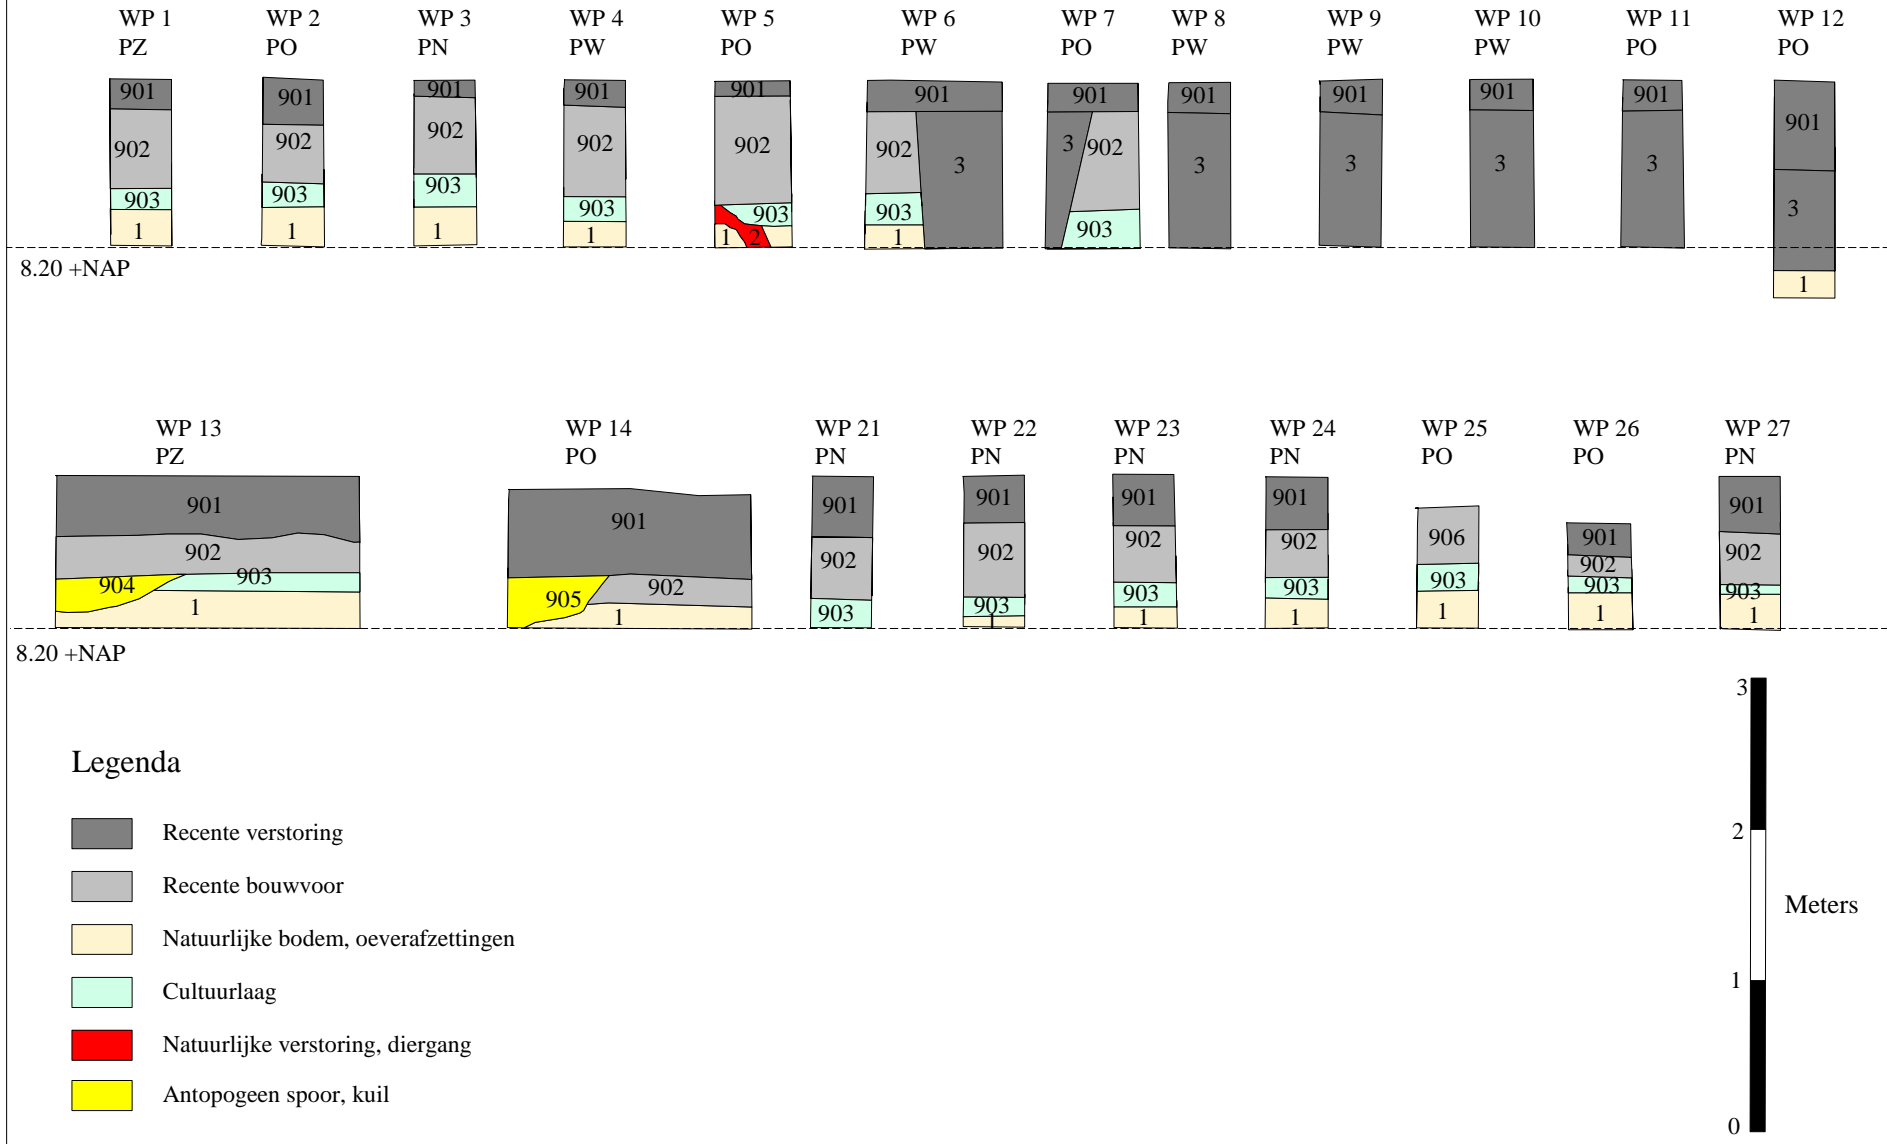 WP 1 WP 2 WP 3 WP 4 WP 5 WP 6 WP 7 WP 8 WP 9 WP 10 WP 11 WP 12
PZ PO PN PW PO PW PO PW PW PW PO PO
901 901 901 901 901 901 901 901 901 901 901 901
902 902 902 902 902 902 3 3 902 3 3 3 3 3
903 903 903 903 903 903 903
1 1 1 1 1 2 1 1
8.20 +NAP
WP 13 WP 14 WP 21 WP 22 WP 23 WP 24 WP 25 WP 26 WP 27
PZ PO PN PN PN PN PO PO PN
901 901 901 901 901 901 906 901 901
902 902 902 902 902 902 902 902
904 903 905 903 903 903 903 903 903 903
1 1 1 1 1 1 1 1
8.20 +NAP
Legenda
Recente verstoring
Recente bouwvoor
Natuurlijke bodem, oeverafzettingen
Cultuurlaag
Natuurlijke verstoring, diergang
Antopogeen spoor, kuil
3
2
Meters
1
0